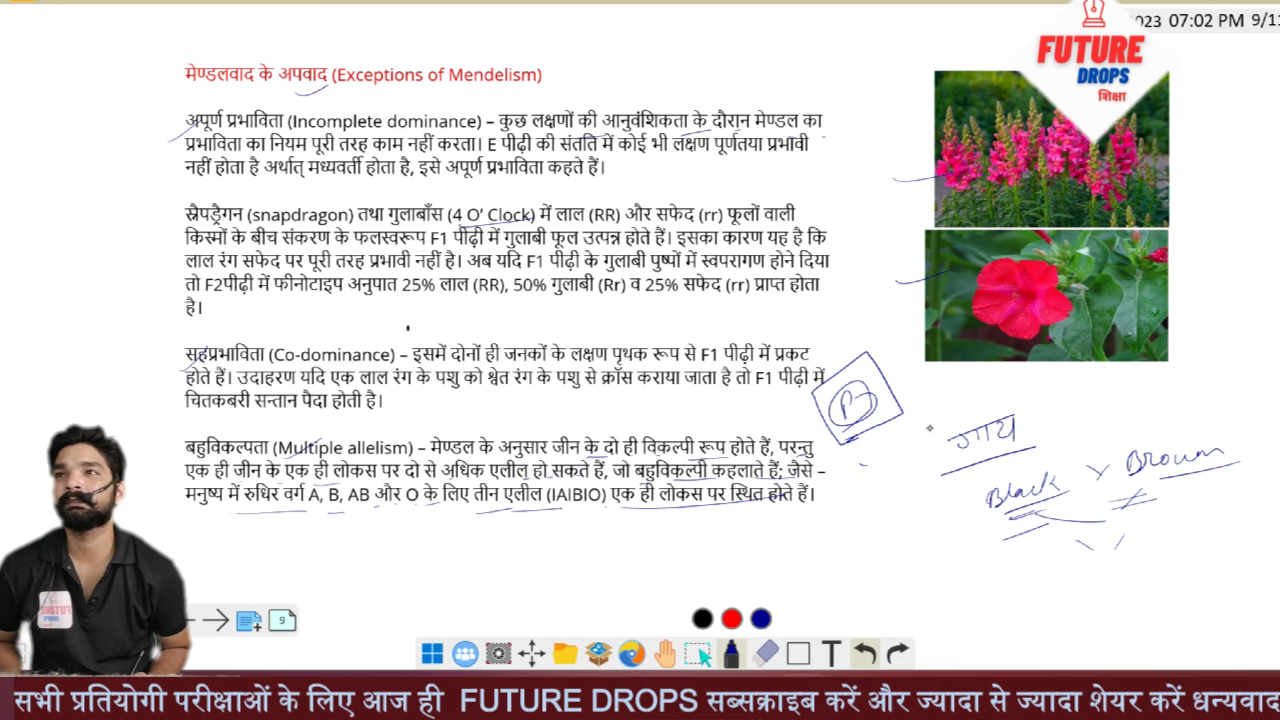 2023 07:02 PM 9/11
FUTURE
DROPS
शिक्षा
मेण्डलवाद के अपवाद (Exceptions of Mendelism)
अपूर्ण प्रभाविता (Incomplete dominance) – कुछ लक्षणों की आनुवंशिकता के दौरान मेण्डल का
प्रभाविता का नियम पूरी तरह काम नहीं करता। E पीढ़ी की संतति में कोई भी लक्षण पूर्णतया प्रभावी
नहीं होता है अर्थात् मध्यवर्ती होता है, इसे अपूर्ण प्रभाविता कहते हैं।
स्नैपड्रैगन (snapdragon) तथा गुलाबाँस (4 O’ Clock) में लाल (RR) और सफेद (rr) फूलों वाली
किस्मों के बीच संकरण के फलस्वरूप F1 पीढ़ी में गुलाबी फूल उत्पन्न होते हैं। इसका कारण यह है कि
लाल रंग सफेद पर पूरी तरह प्रभावी नहीं है। अब यदि F1 पीढ़ी के गुलाबी पुष्पों में स्वपरागण होने दिया
तो F2पीढ़ी में फीनोटाइप अनुपात 25% लाल (RR), 50% गुलाबी (Rr) व 25% सफेद (rr) प्राप्त होता
है।
सहप्रभाविता (Co-dominance) – इसमें दोनों ही जनकों के लक्षण पृथक रूप से F1 पीढ़ी में प्रकट
होते हैं। उदाहरण यदि एक लाल रंग के पशु को श्वेत रंग के पशु से क्रॉस कराया जाता है तो F1 पीढ़ी में
चितकबरी सन्तान पैदा होती है।
बहुविकल्पता (Multiple allelism) – मेण्डल के अनुसार जीन के दो ही विकल्पी रूप होते हैं, परन्तु
एक ही जीन के एक ही लोकस पर दो से अधिक एलील हो सकते हैं, जो बहुविकल्पी कहलाते हैं; जैसे –
मनुष्य में रुधिर वर्ग A, B, AB और O के लिए तीन एलील (IAIBIO) एक ही लोकस पर स्थित होते हैं।
गाय
Black × Brown
9
सभी प्रतियोगी परीक्षाओं के लिए आज ही FUTURE DROPS सब्सक्राइब करें और ज्यादा से ज्यादा शेयर करें धन्यवाद